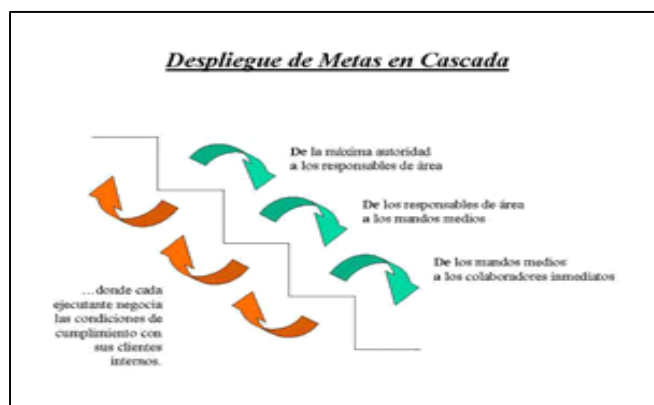 Despliegue de Metas en Cascada
De la máxima autoridad
a los responsables de área
De los responsables de área
a los mandos medios
De los mandos medios
a los colaboradores inmediatos
...donde cada
ejecutante negocia
las condiciones de
cumplimiento con
sus clientes
internos.